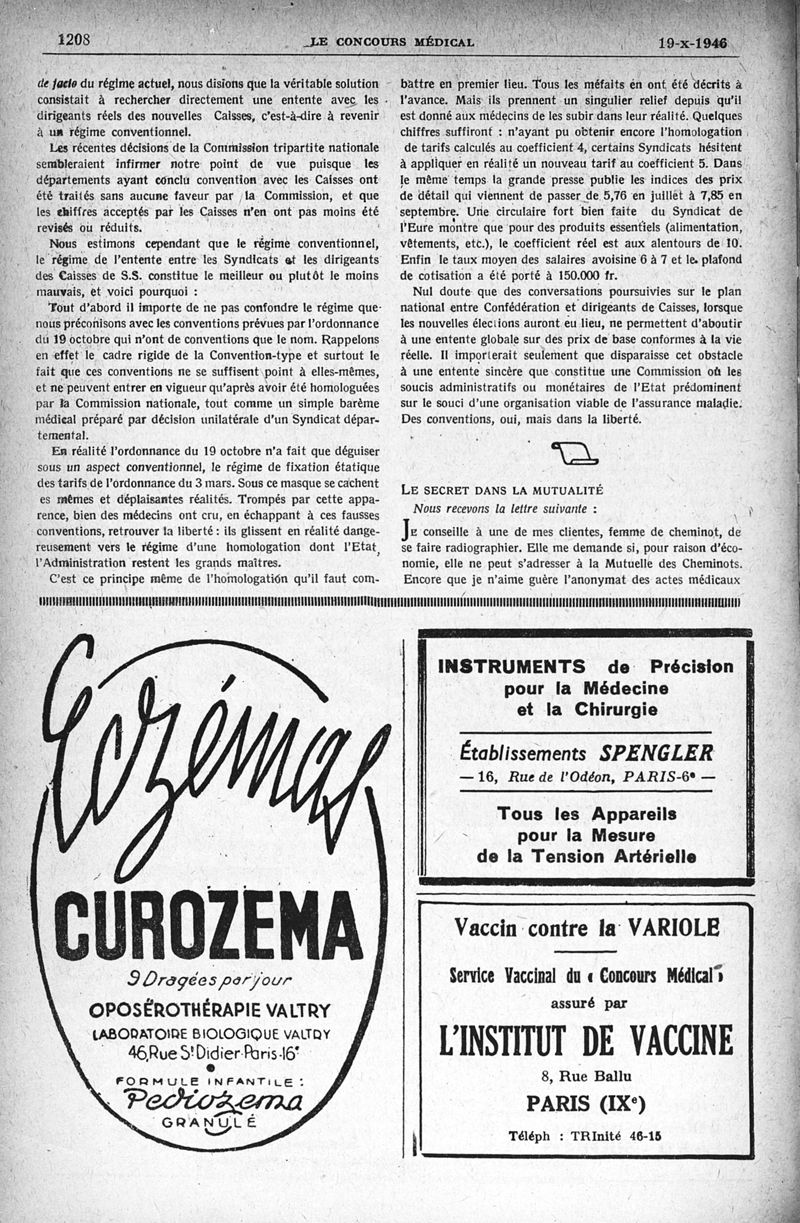 1208
LE CONCOURS MÉDICAL
19-x-1946
de facto du régime actuel, nous disions que la véritable solution
consistait à rechercher directement une entente avec les
dirigeants réels des nouvelles Caisses, c'est-à-dire à revenir
à un régime conventionnel.
Les récentes décisions de la Commission tripartite nationale
sembleraient infirmer notre point de vue puisque les
départements ayant conclu convention avec les Caisses ont
été traités sans aucune faveur par la Commission, et que
les chiffres acceptés par les Caisses n'en ont pas moins été
revisés ou réduits.
Nous estimons cependant que le régime conventionnel,
le régime de l'entente entre les Syndicats et les dirigeants
des Caisses de S.S. constitue le meilleur ou plutôt le moins
mauvais, et voici pourquoi :
Tout d'abord il importe de ne pas confondre le régime que
nous préconisons avec les conventions prévues par l'ordonnance
du 19 octobre qui n'ont de conventions que le nom. Rappelons
en effet le cadre rigide de la Convention-type et surtout le
fait que ces conventions ne se suffisent point à elles-mêmes,
et ne peuvent entrer en vigueur qu'après avoir été homologuées
par la Commission nationale, tout comme un simple barème
médical préparé par décision unilatérale d'un Syndicat dépar-
temental.
En réalité l'ordonnance du 19 octobre n'a fait que déguiser
sous un aspect conventionnel, le régime de fixation étatique
des tarifs de l'ordonnance du 3 mars. Sous ce masque se cachent
es mêmes et déplaisantes réalités. Trompés par cette appa-
rence, bien des médecins ont cru, en échappant à ces fausses
conventions, retrouver la liberté : ils glissent en réalité dange-
reusement vers le régime d'une homologation dont l'Etat,
l'Administration restent les grands maîtres.
C'est ce principe même de l'homologation qu'il faut com-
battre en premier lieu. Tous les méfaits en ont été décrits à
l'avance. Mais ils prennent un singulier relief depuis qu'il
est donné aux médecins de les subir dans leur réalité. Quelques
chiffres suffiront : n'ayant pu obtenir encore l'homologation
de tarifs calculés au coefficient 4, certains Syndicats hésitent
à appliquer en réalité un nouveau tarif au coefficient 5. Dans
le même temps la grande presse publie les indices des prix
de détail qui viennent de passer de 5,76 en juillet à 7,85 en
septembre. Une circulaire fort bien faite du Syndicat de
l'Eure montre que pour des produits essentiels (alimentation,
vêtements, etc.), le coefficient réel est aux alentours de 10.
Enfin le taux moyen des salaires avoisine 6 à 7 et le plafond
de cotisation a été porté à 150.000 fr.
Nul doute que des conversations poursuivies sur le plan
national entre Confédération et dirigeants de Caisses, lorsque
les nouvelles élections auront eu lieu, ne permettent d'aboutir
à une entente globale sur des prix de base conformes à la vie
réelle. Il importerait seulement que disparaisse cet obstacle
à une entente sincère que constitue une Commission où les
soucis administratifs ou monétaires de l'Etat prédominent
sur le souci d'une organisation viable de l'assurance maladie.
Des conventions, oui, mais dans la liberté.
LE SECRET DANS LA MUTUALITÉ
Nous recevons la lettre suivante :
JE conseille à une de mes clientes, femme de cheminot, de
se faire radiographier. Elle me demande si, pour raison d'éco-
nomie, elle ne peut s'adresser à la Mutuelle des Cheminots.
Encore que je n'aime guère l'anonymat des actes médicaux
Eczémas
CUROZEMA
9 Dragées par jour
OPOSÉROTHÉRAPIE VALTRY
LABORATOIRE BIOLOGIQUE VALTRY
46, Rue St Didier-Paris-16e
FORMULE INFANTILE :
Pediozema
GRANULÉ
INSTRUMENTS de Précision
pour la Médecine
et la Chirurgie
Établissements SPENGLER
— 16, Rue de l'Odéon, PARIS-6e —
Tous les Appareils
pour la Mesure
de la Tension Artérielle
Vaccin contre la VARIOLE
Service Vaccinal du « Concours Médical »
assuré par
L'INSTITUT DE VACCINE
8, Rue Ballu
PARIS (IXe)
Téléph : TRInité 46-15